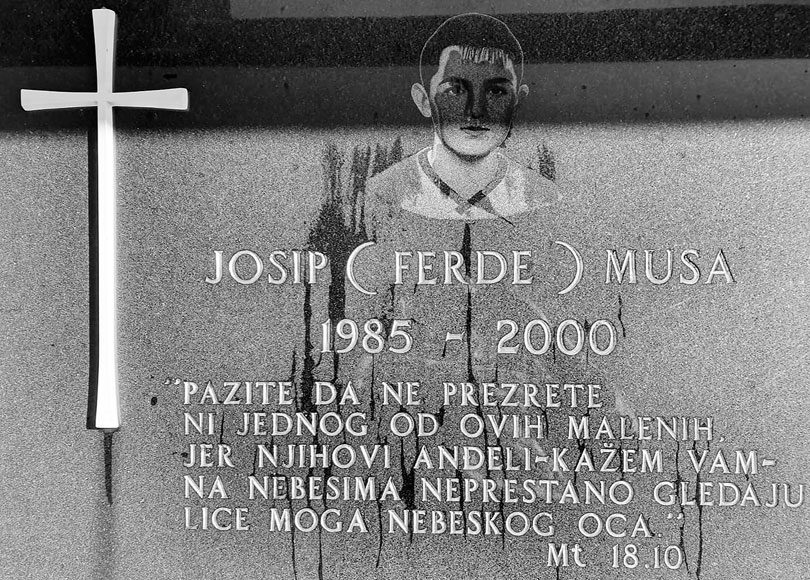 JOSIP (FERDE) MUSA
1985 - 2000
"PAZITE DA NE PREZRETE
NI JEDNOG OD OVIH MALENIH,
JER NJIHOVI ANĐELI-KAŽEM VAM-
NA NEBESIMA NEPRESTANO GLEDAJU
LICE MOGA NEBESKOG OCA."
Mt 18.10